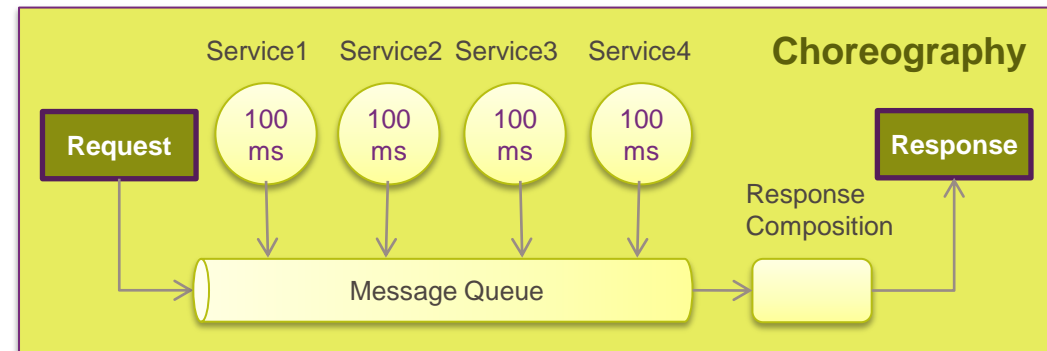 Choreography
Service1 Service2 Service3 Service4
Request
100
ms
100
ms
100
ms
100
ms
Response
Response
Composition
Message Queue